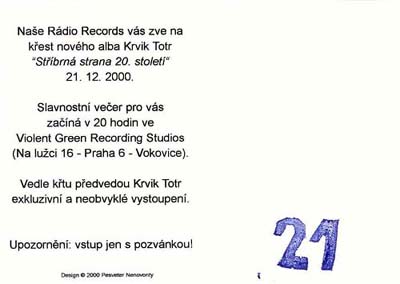 Naše Rádio Records vás zve na
křest nového alba Krvik Totr
“Stříbrná strana 20. století“
21. 12. 2000.
Slavnostní večer pro vás
začíná v 20 hodin ve
Violent Green Recording Studios
(Na lužci 16 - Praha 6 - Vokovice).
Vedle křtu předvedou Krvik Totr
exkluzivní a neobvyklé vystoupení.
Upozornění: vstup jen s pozvánkou!
21
Design © 2000 Pesveter Nenovonty